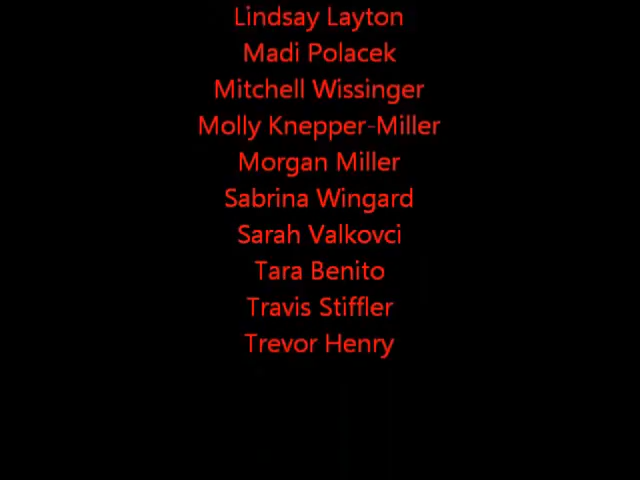 Lindsay Layton
Madi Polacek
Mitchell Wissinger
Molly Knepper-Miller
Morgan Miller
Sabrina Wingard
Sarah Valkovci
Tara Benito
Travis Stiffler
Trevor Henry